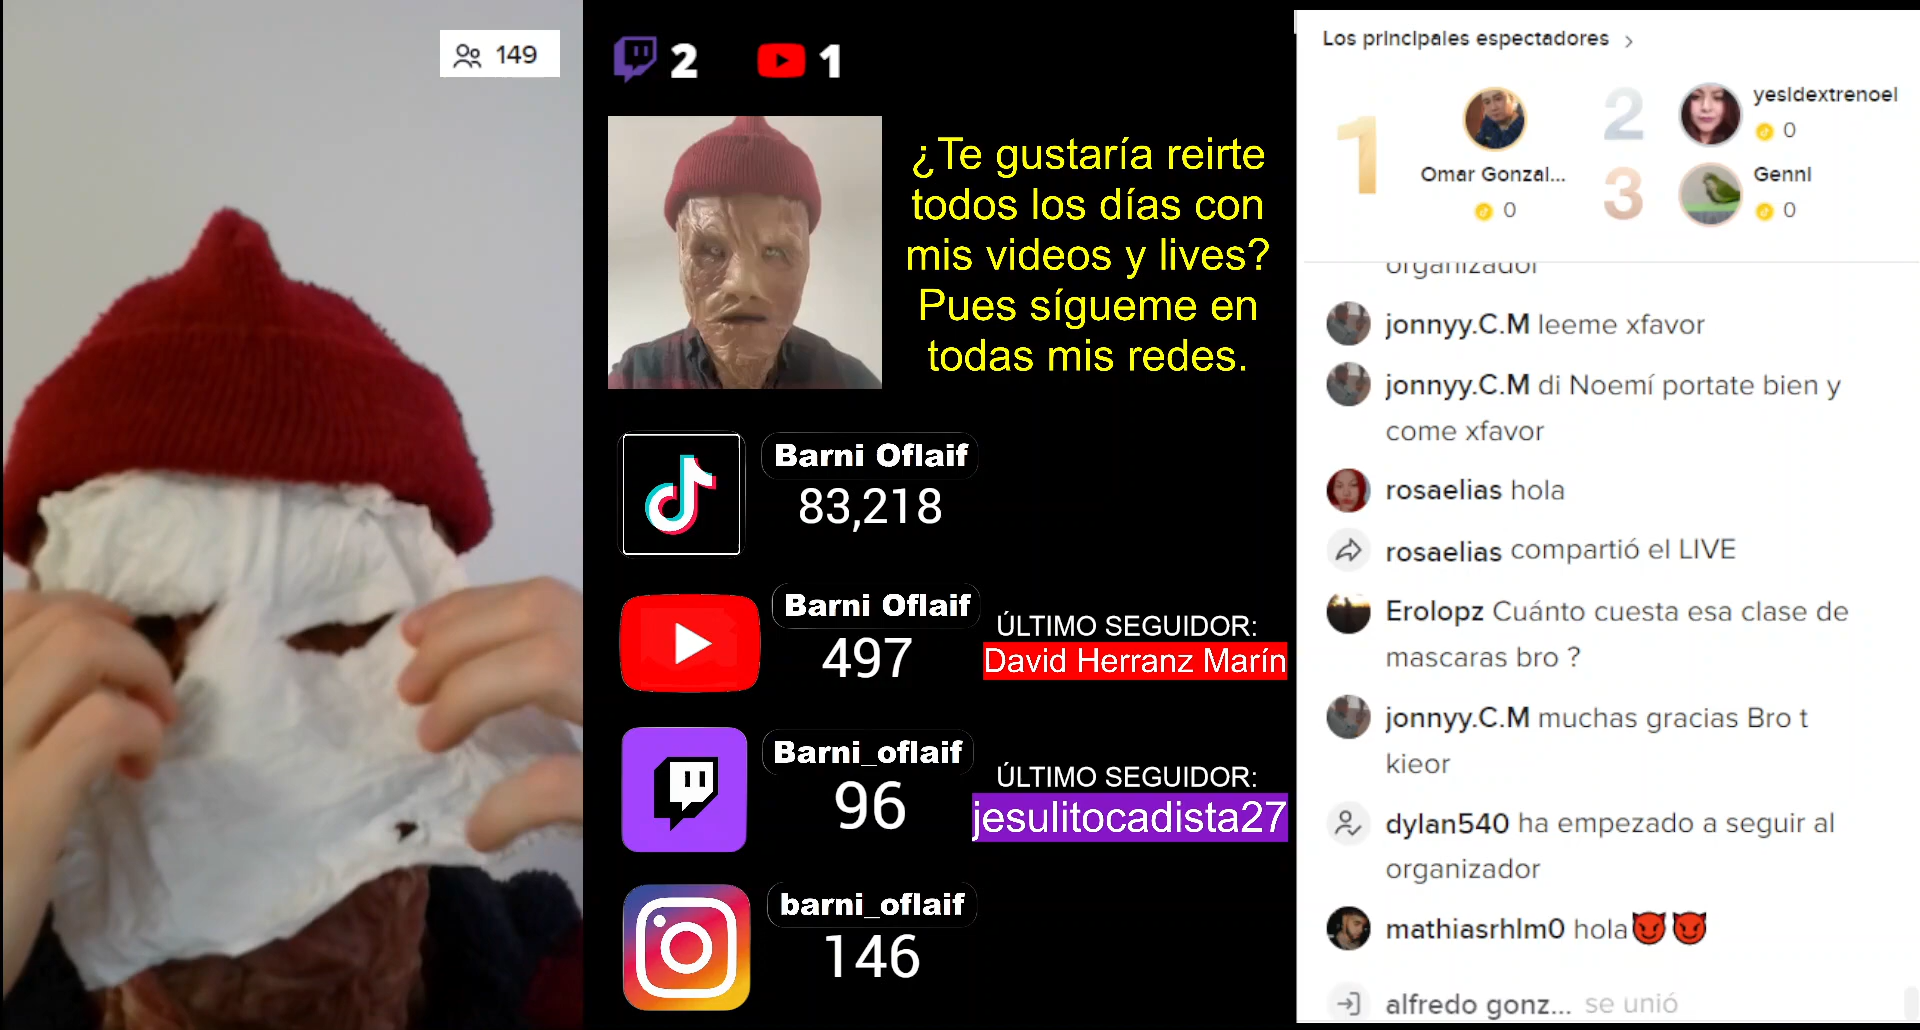 149
2
1
¿Te gustaría reirte
todos los días con
mis videos y lives?
Pues sígueme en
todas mis redes.
Barni Oflaif
83,218
Barni Oflaif
497
ÚLTIMO SEGUIDOR:
David Herranz Marín
Barni_oflaif
96
ÚLTIMO SEGUIDOR:
jesulitocadista27
barni_oflaif
146
Los principales espectadores >
1
Omar Gonzal...
0
2
yesldextrenoel
0
3
Gennl
0
organizador
jonnyy.C.M leeme xfavor
jonnyy.C.M di Noemí portate bien y
come xfavor
rosaelias hola
rosaelias compartió el LIVE
Erolopz Cuánto cuesta esa clase de
mascaras bro ?
jonnyy.C.M muchas gracias Bro t
kieor
dylan540 ha empezado a seguir al
organizador
mathiasrhlm0 hola😈😈
alfredo gonz... se unió